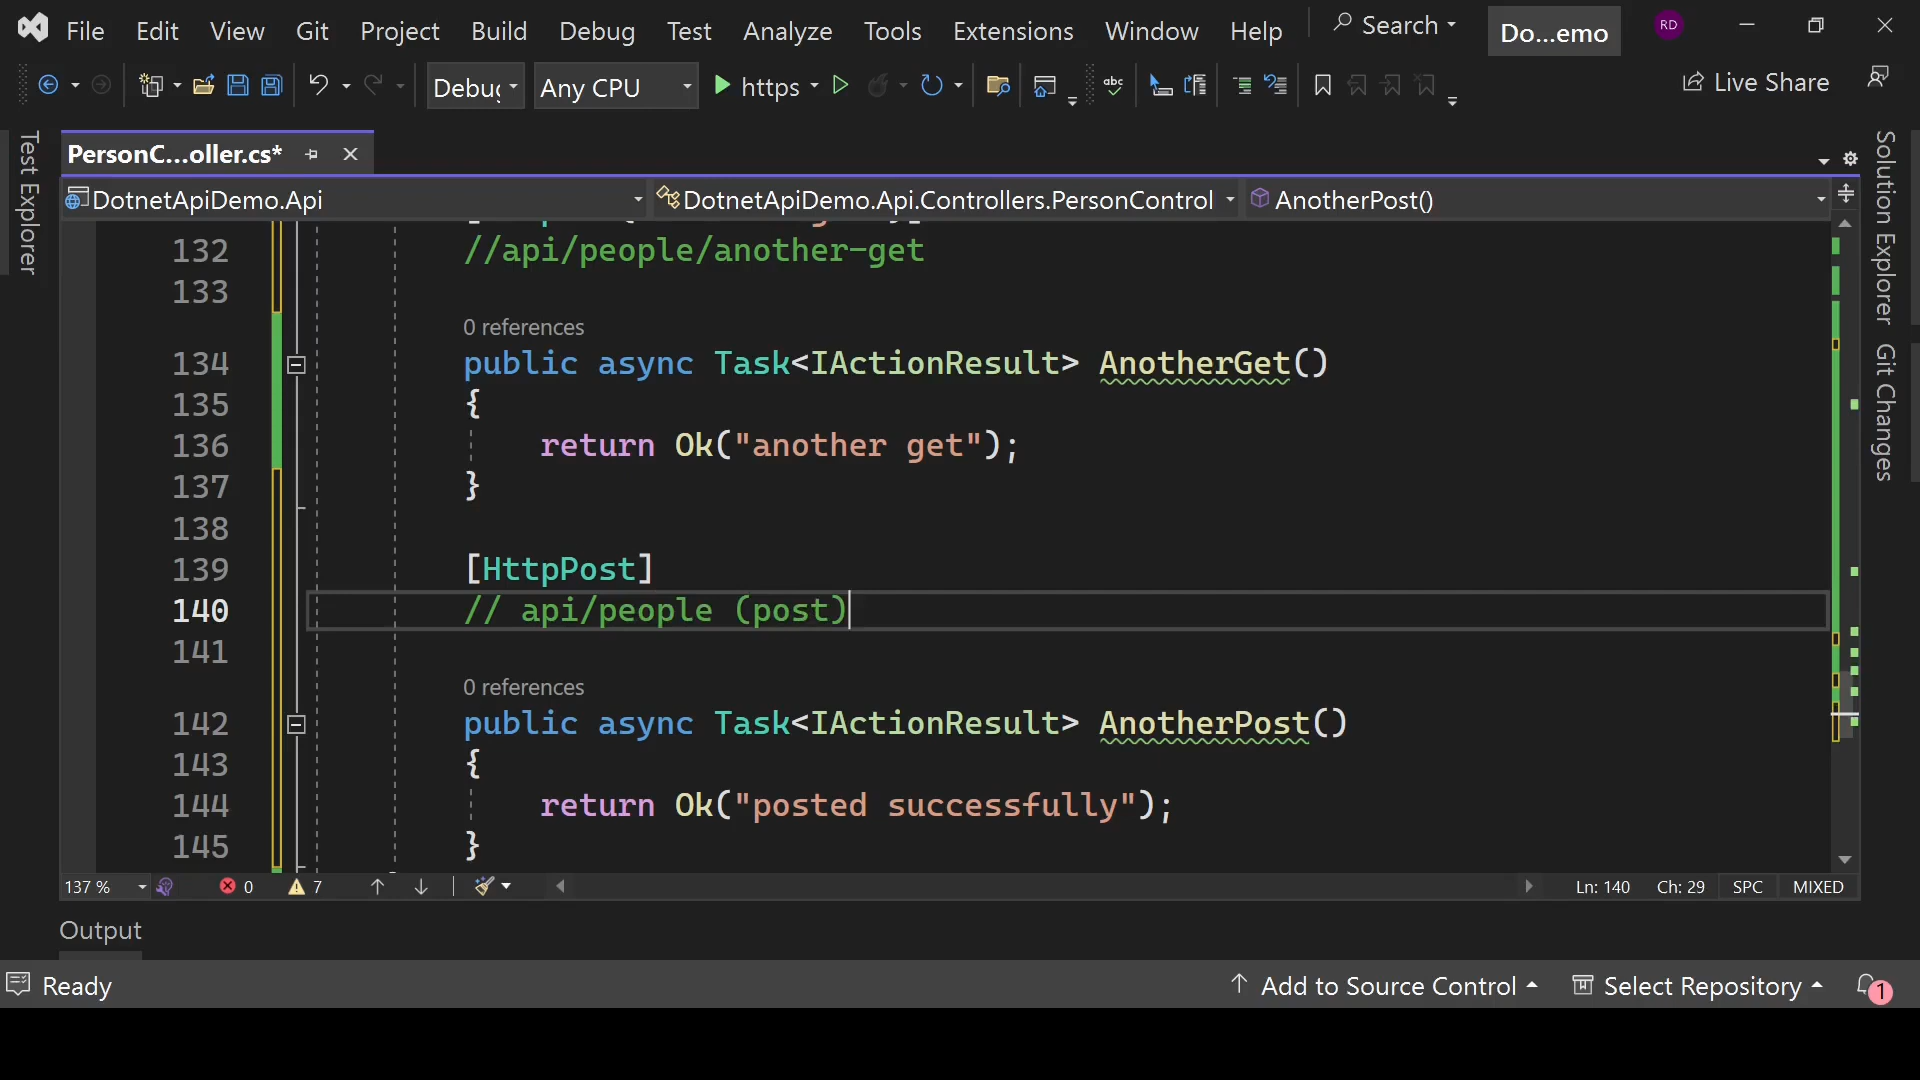 File Edit View Git Project Build Debug Test Analyze Tools Extensions Window Help Search Do...emo RD
Debug Any CPU https abc Live Share
Test Explorer
PersonC...oller.cs*
DotnetApiDemo.Api DotnetApiDemo.Api.Controllers.PersonControl AnotherPost()
132 //api/people/another-get
133
0 references
134 public async Task<IActionResult> AnotherGet()
135 {
136 return Ok("another get");
137 }
138
139 [HttpPost]
140 // api/people (post)
141
0 references
142 public async Task<IActionResult> AnotherPost()
143 {
144 return Ok("posted successfully");
145 }
Solution Explorer
Git Changes
137 % 0 7 Ln: 140 Ch: 29 SPC MIXED
Output
Ready Add to Source Control Select Repository 1